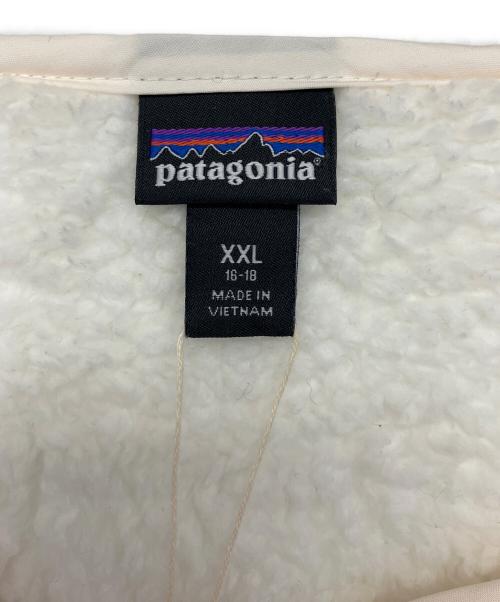 patagonia®
XXL
16-18
MADE IN
VIETNAM